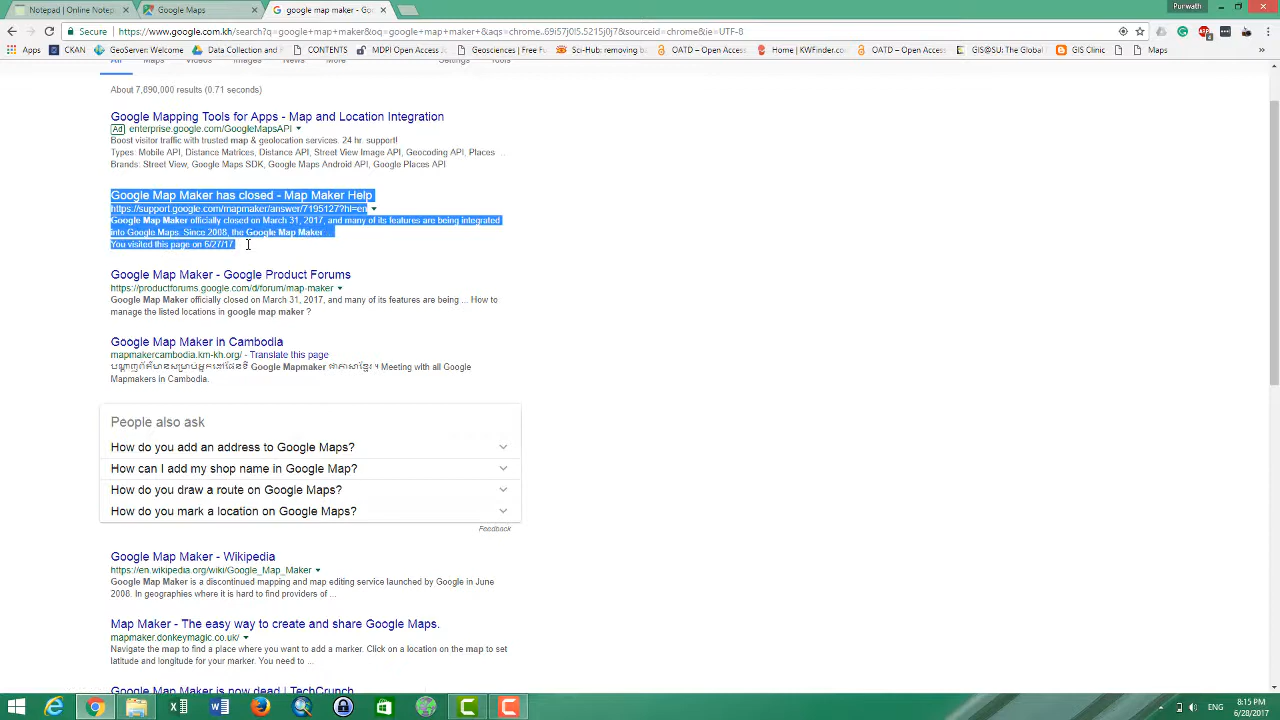 Notepad | CKnline Notep
Google Maps
google map maker - Goo
Purwath
Secure
https://www.google.com.kh/search?q=google+map+maker&oq=google+map+maker+&aqs=chrome..69i57j0l5.5215j0j7&sourceid=chrome&ie=UTF-8
Apps
CKAN
GeoServer: Welcome
Download
CONTENTS
MDPI Open Access J
Geospatial | Free
Sci-Hub: removing ba
OATD – Open Access
Home | WiFinder.com
OATD – Open Access
GIS@SU: The Global
GIS Clinic
Maps
»
All
Maps
Videos
Images
News
More
Settings
Tools
About 7,890,000 results (0.71 seconds)
Google Mapping Tools for Apps - Map and Location Integration
Ad enterprise.google.com/GoogleMapsAPI
Boost visitor traffic with trusted map & geolocation services. 24 hr. support!
Types: Mobile API, Distance Matrices, Distance API, Street View Image API, Geocoding API, Places ...
Brands: Street View, Google Maps SDK, Google Maps Android API, Google Places API
Google Map Maker has closed - Map Maker Help
https://support.google.com/mapmaker/answer/7195127?hl=en
Google Map Maker officially closed on March 31, 2017, and many of its features are being integrated
into Google Maps. Since 2008, the Google Map Maker ...
You visited this page on 6/27/17.
Google Map Maker - Google Product Forums
https://productforums.google.com/d/forum/map-maker
Google Map Maker officially closed on March 31, 2017, and many of its features are being ... How to
manage the listed locations in google map maker ?
Google Map Maker in Cambodia
mapmakercambodia.km-kh.org/ - Translate this page
Google Mapmaker ជាភាសាខ្មែរ។ Meeting with all Google
Mapmakers in Cambodia.
People also ask
How do you add an address to Google Maps?
How can I add my shop name in Google Map?
How do you draw a route on Google Maps?
How do you mark a location on Google Maps?
Feedback
Google Map Maker - Wikipedia
https://en.wikipedia.org/wiki/Google_Map_Maker
Google Map Maker is a discontinued mapping and map editing service launched by Google in June
2008. In geographies where it is hard to find providers of ...
Map Maker - The easy way to create and share Google Maps.
mapmaker.donkeymagic.co.uk/
Navigate the map to find a place where you want to add a marker. Click on a location on the map to set
latitude and longitude for your marker. You need to ...
Google Map Maker is now dead | TechCrunch
ENG
8:15 PM
6/28/2017